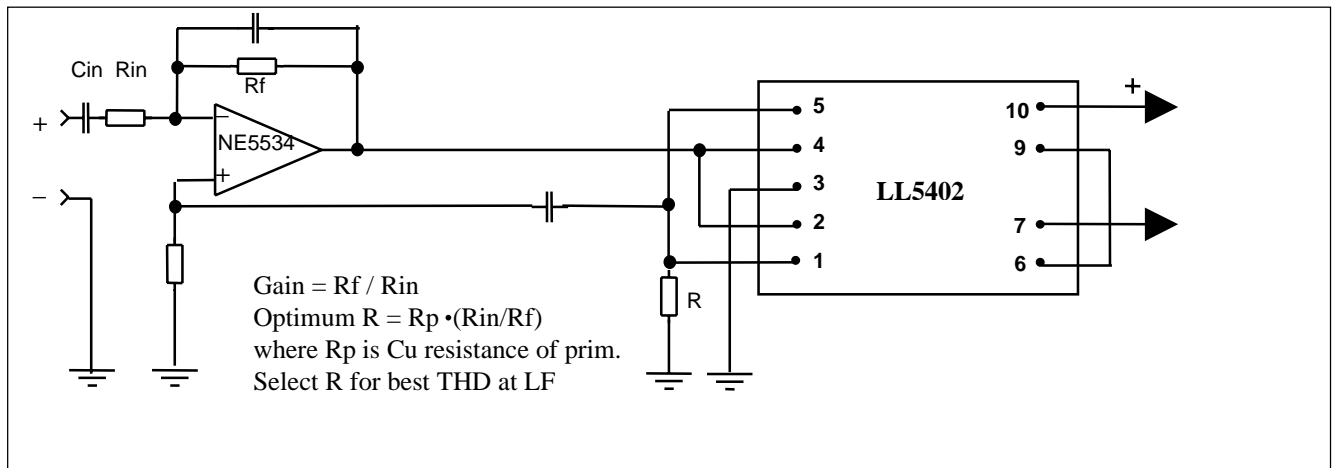 Cin Rin
Rf
+
−
−
NE5534
+
5
4
3
2
1
LL5402
10
9
7
6
+
R
Gain = Rf / Rin
Optimum R = Rp •(Rin/Rf)
where Rp is Cu resistance of prim.
Select R for best THD at LF